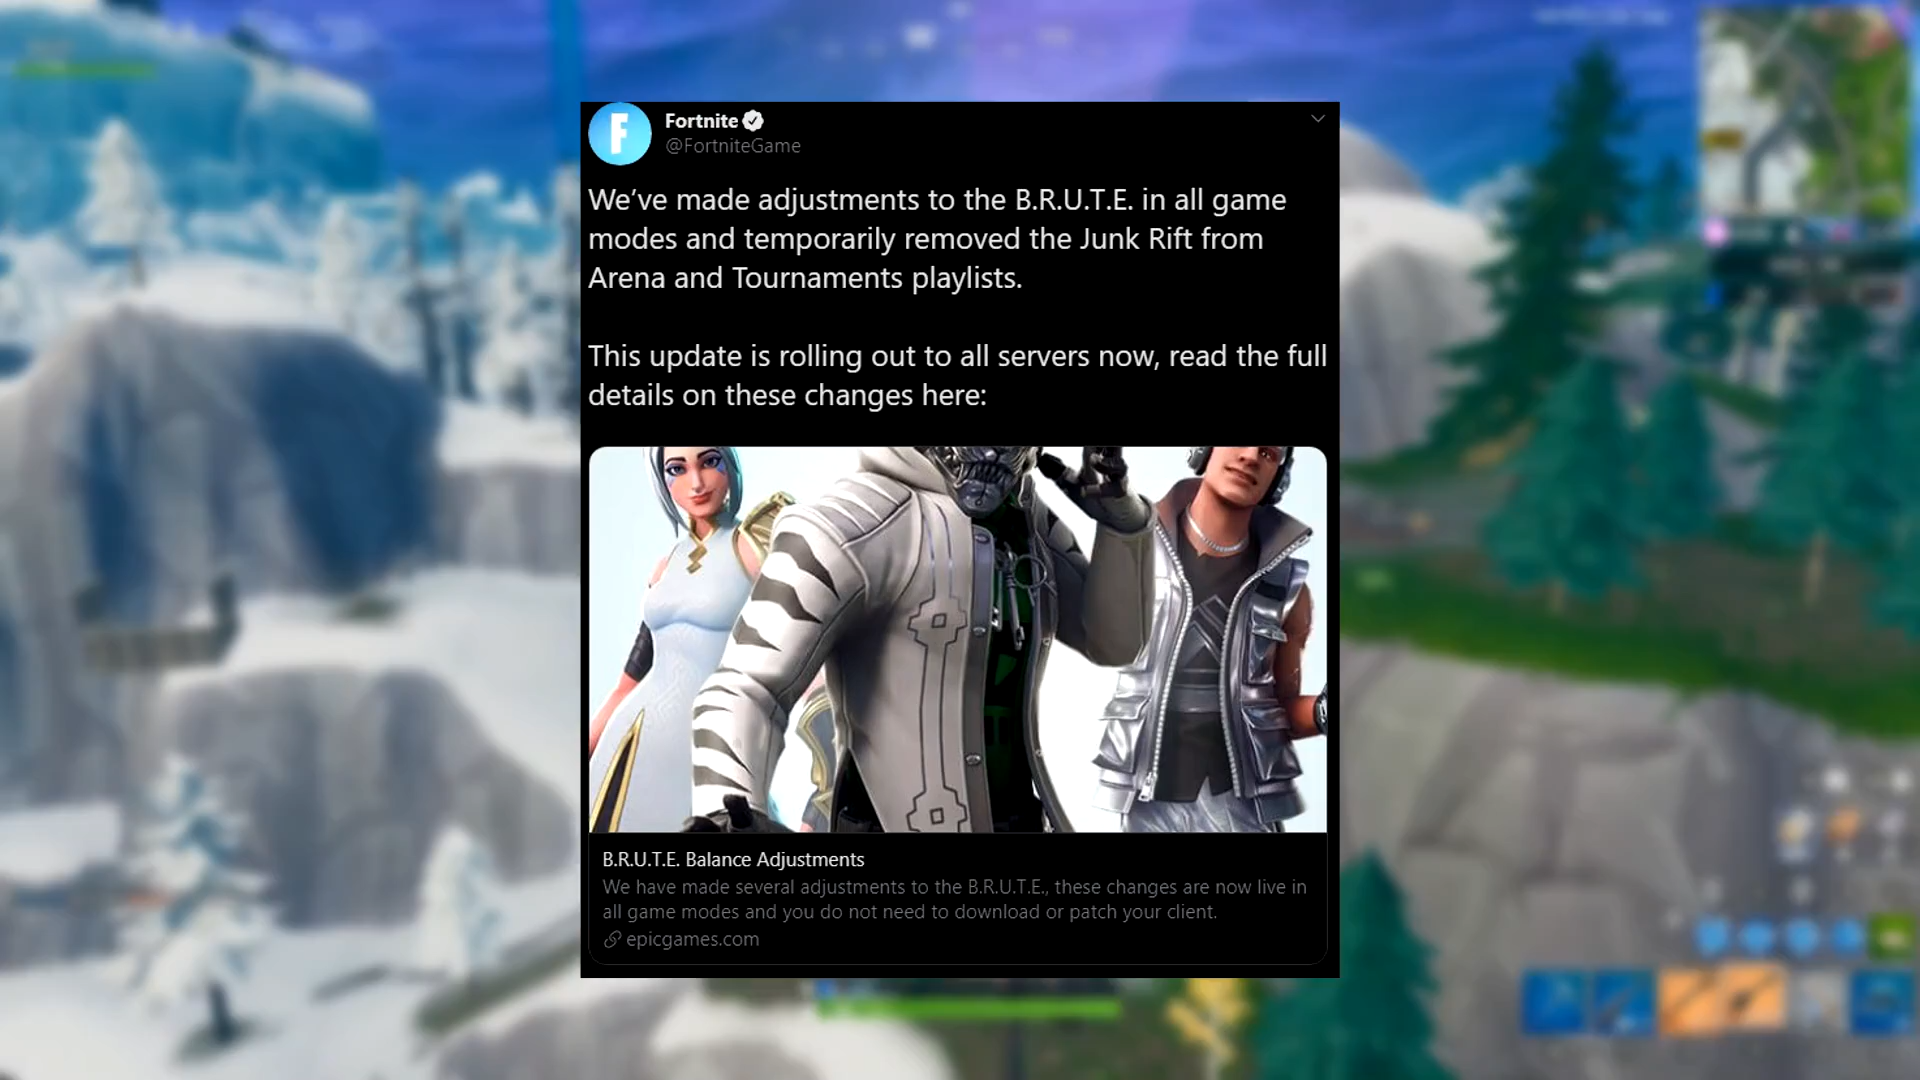 Fortnite
@FortniteGame
We’ve made adjustments to the B.R.U.T.E. in all game
modes and temporarily removed the Junk Rift from
Arena and Tournaments playlists.
This update is rolling out to all servers now, read the full
details on these changes here:
B.R.U.T.E. Balance Adjustments
We have made several adjustments to the B.R.U.T.E., these changes are now live in
all game modes and you do not need to download or patch your client.
epicgames.com